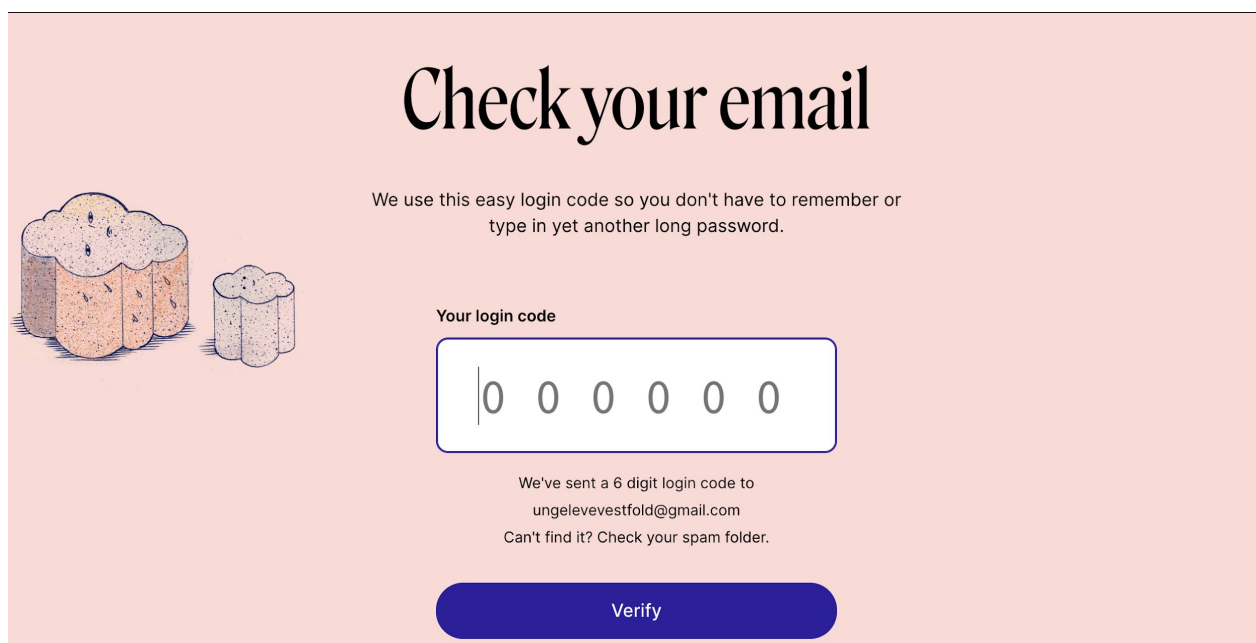 Check your email
We use this easy login code so you don't have to remember or
type in yet another long password.
Your login code
0 0 0 0 0 0
We've sent a 6 digit login code to
ungelevevestfold@gmail.com
Can't find it? Check your spam folder.
Verify